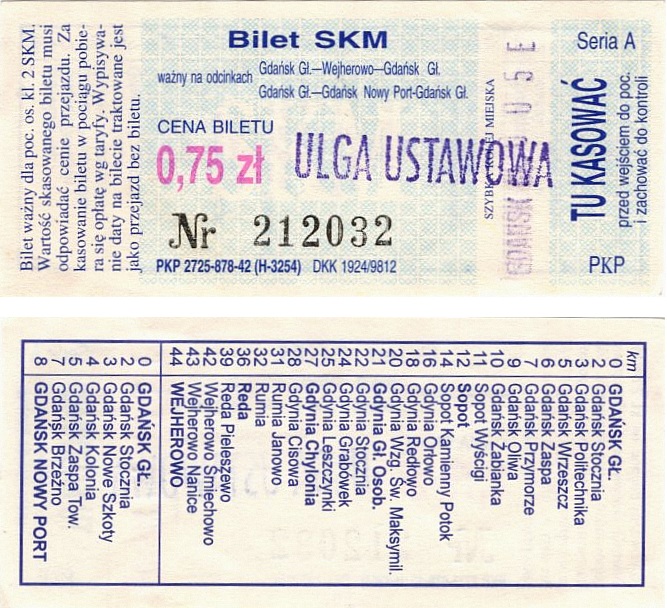 Bilet ważny dla poc. os. kl. 2 SKM.
Wartość skasowanego biletu musi
odpowiadać cenie przejazdu. Za
kasowanie biletu w pociągu pobie-
ra się opłatę wg taryfy. Wypisywa-
nie daty na bilecie traktowane jest
jako przejazd bez biletu.
Bilet SKM
ważny na odcinkach
Gdańsk Gł.—Wejherowo—Gdańsk Gł.
Gdańsk Gł.—Gdańsk Nowy Port-Gdańsk Gł.
CENA BILETU
0,75 zł
ULGA USTAWOWA
Nr 212032
PKP 2725-878-42 (H-3254) DKK 1924/9812
MIEJSKA
GDAŃSK
0 5 E
Seria A
TU KASOWAĆ
przed wejściem do poc.
i zachować do kontroli
PKP
km
0 GDAŃSK GŁ.
2 Gdańsk Stocznia
3 Gdańsk Politechnika
5 Gdańsk Wrzeszcz
6 Gdańsk Zaspa
7 Gdańsk Przymorze
9 Gdańsk Oliwa
10 Gdańsk Żabianka
11 Sopot Wyścigi
12 Sopot
14 Sopot Kamienny Potok
16 Gdynia Orłowo
18 Gdynia Redłowo
20 Gdynia Wzg. Św. Maksymil.
21 Gdynia Gł. Osob.
22 Gdynia Stocznia
24 Gdynia Grabówek
25 Gdynia Leszczynki
27 Gdynia Chylonia
28 Gdynia Cisowa
31 Rumia Janowo
32 Rumia
36 Reda
39 Reda Pieleszewo
42 Wejherowo Śmiechowo
43 Wejherowo Nanice
44 WEJHEROWO
0 GDAŃSK GŁ.
2 Gdańsk Stocznia
3 Gdańsk Nowe Szkoty
4 Gdańsk Kolonia
5 Gdańsk Zaspa Tow.
7 Gdańsk Brzeźno
8 GDAŃSK NOWY PORT